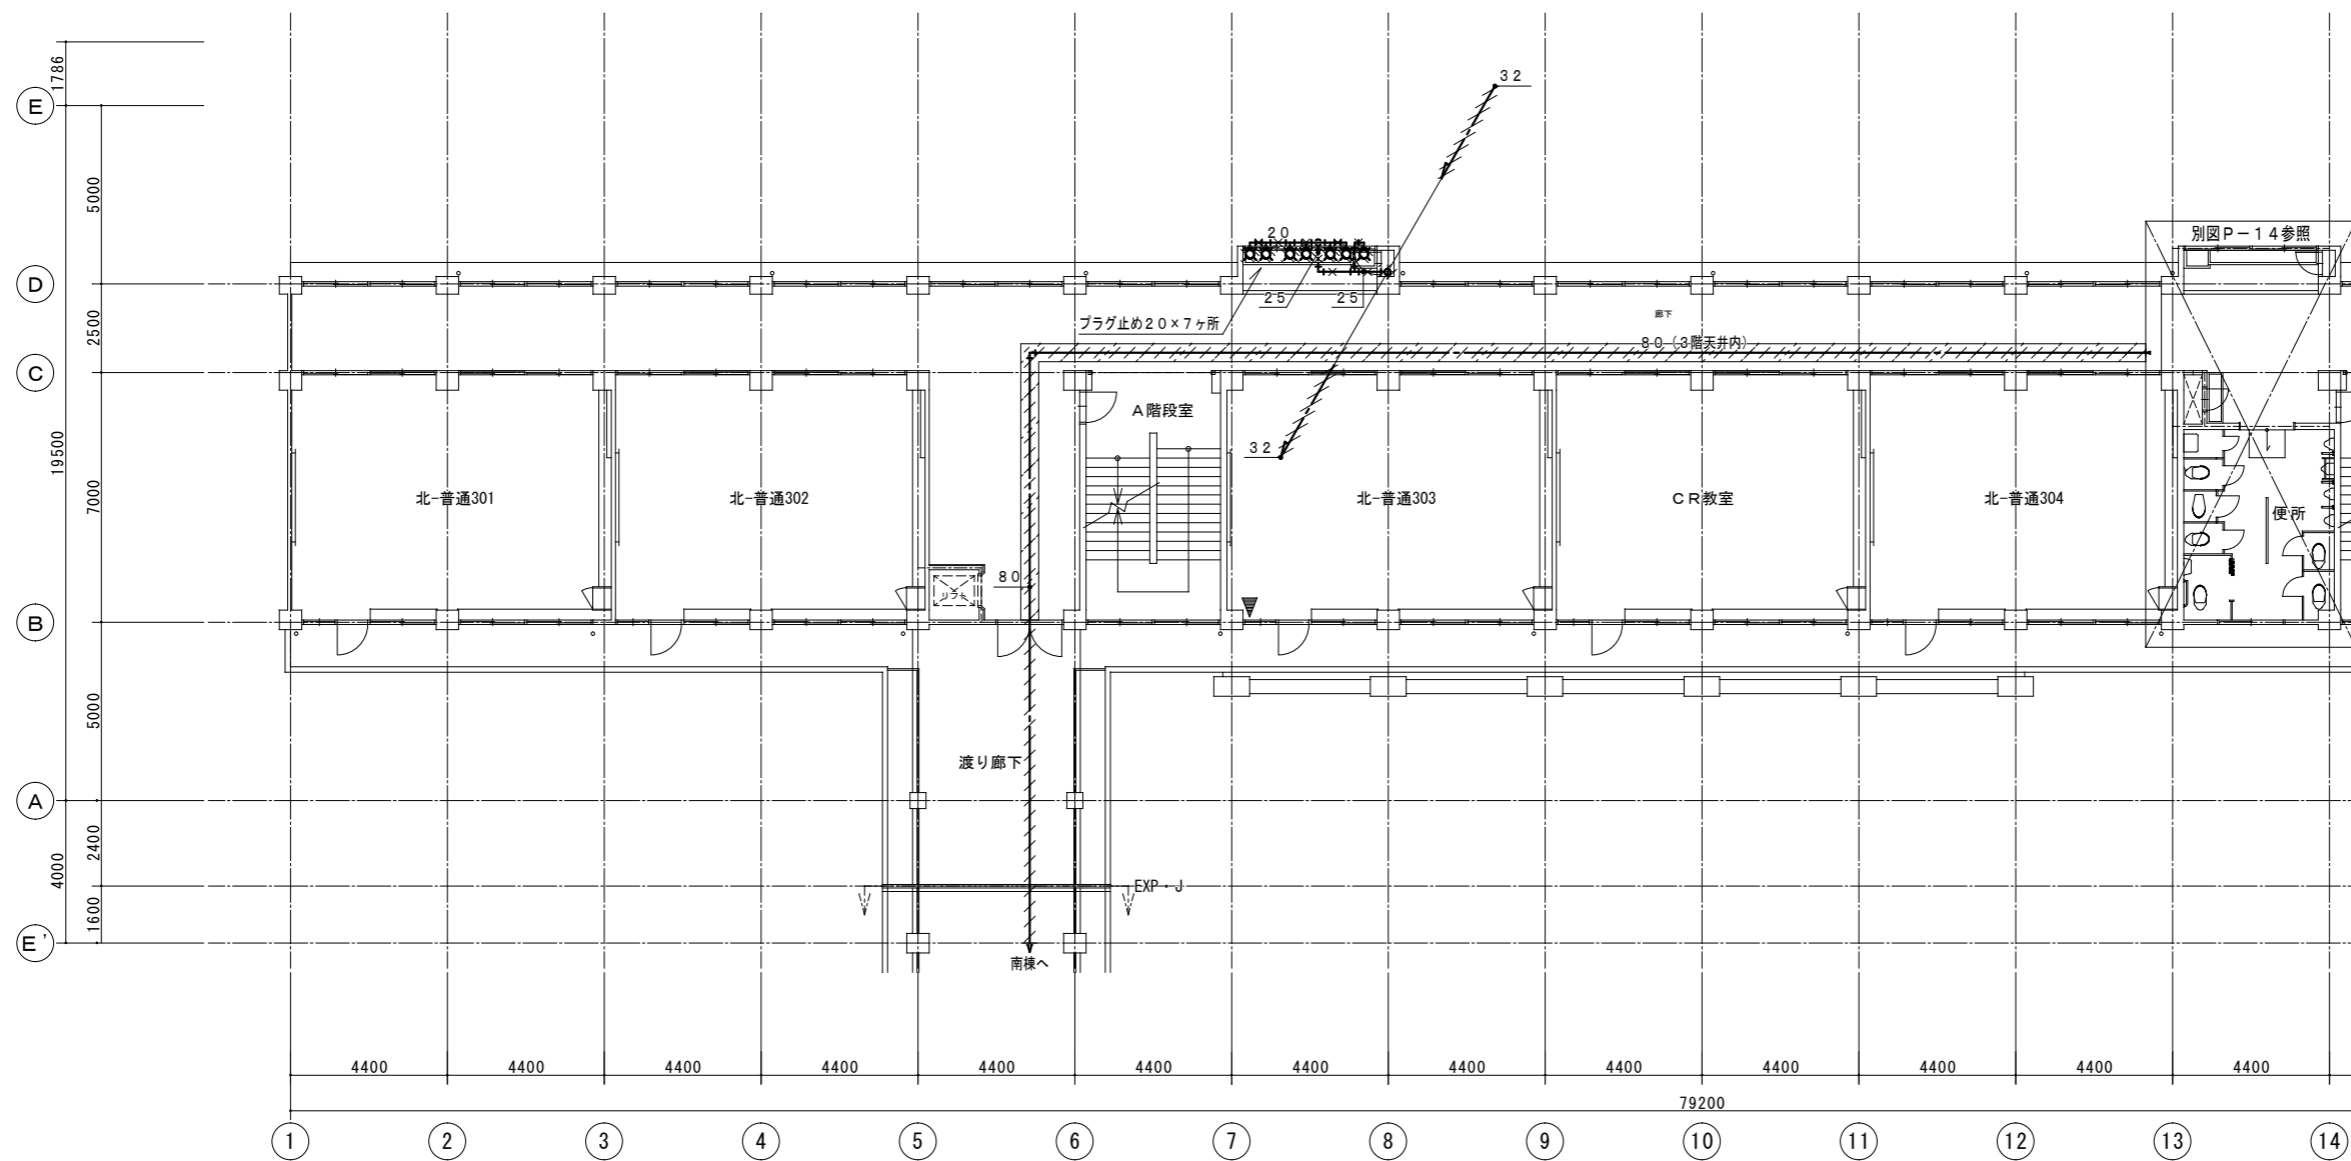 32
1786
E
5000
別図P-14参照
20
D
25
25
2500
プラグ止め20×7ヶ所
廊下
80(3階天井内)
C
A階段室
32
19500
7000
北-普通301
北-普通302
北-普通303
CR教室
北-普通304
便所
80
リフト
B
5000
渡り廊下
A
2400
4000
EXP・J
1600
E'
南棟へ
4400 4400 4400 4400 4400 4400 4400 4400 4400 4400 4400 4400 4400
79200
1 2 3 4 5 6 7 8 9 10 11 12 13 14